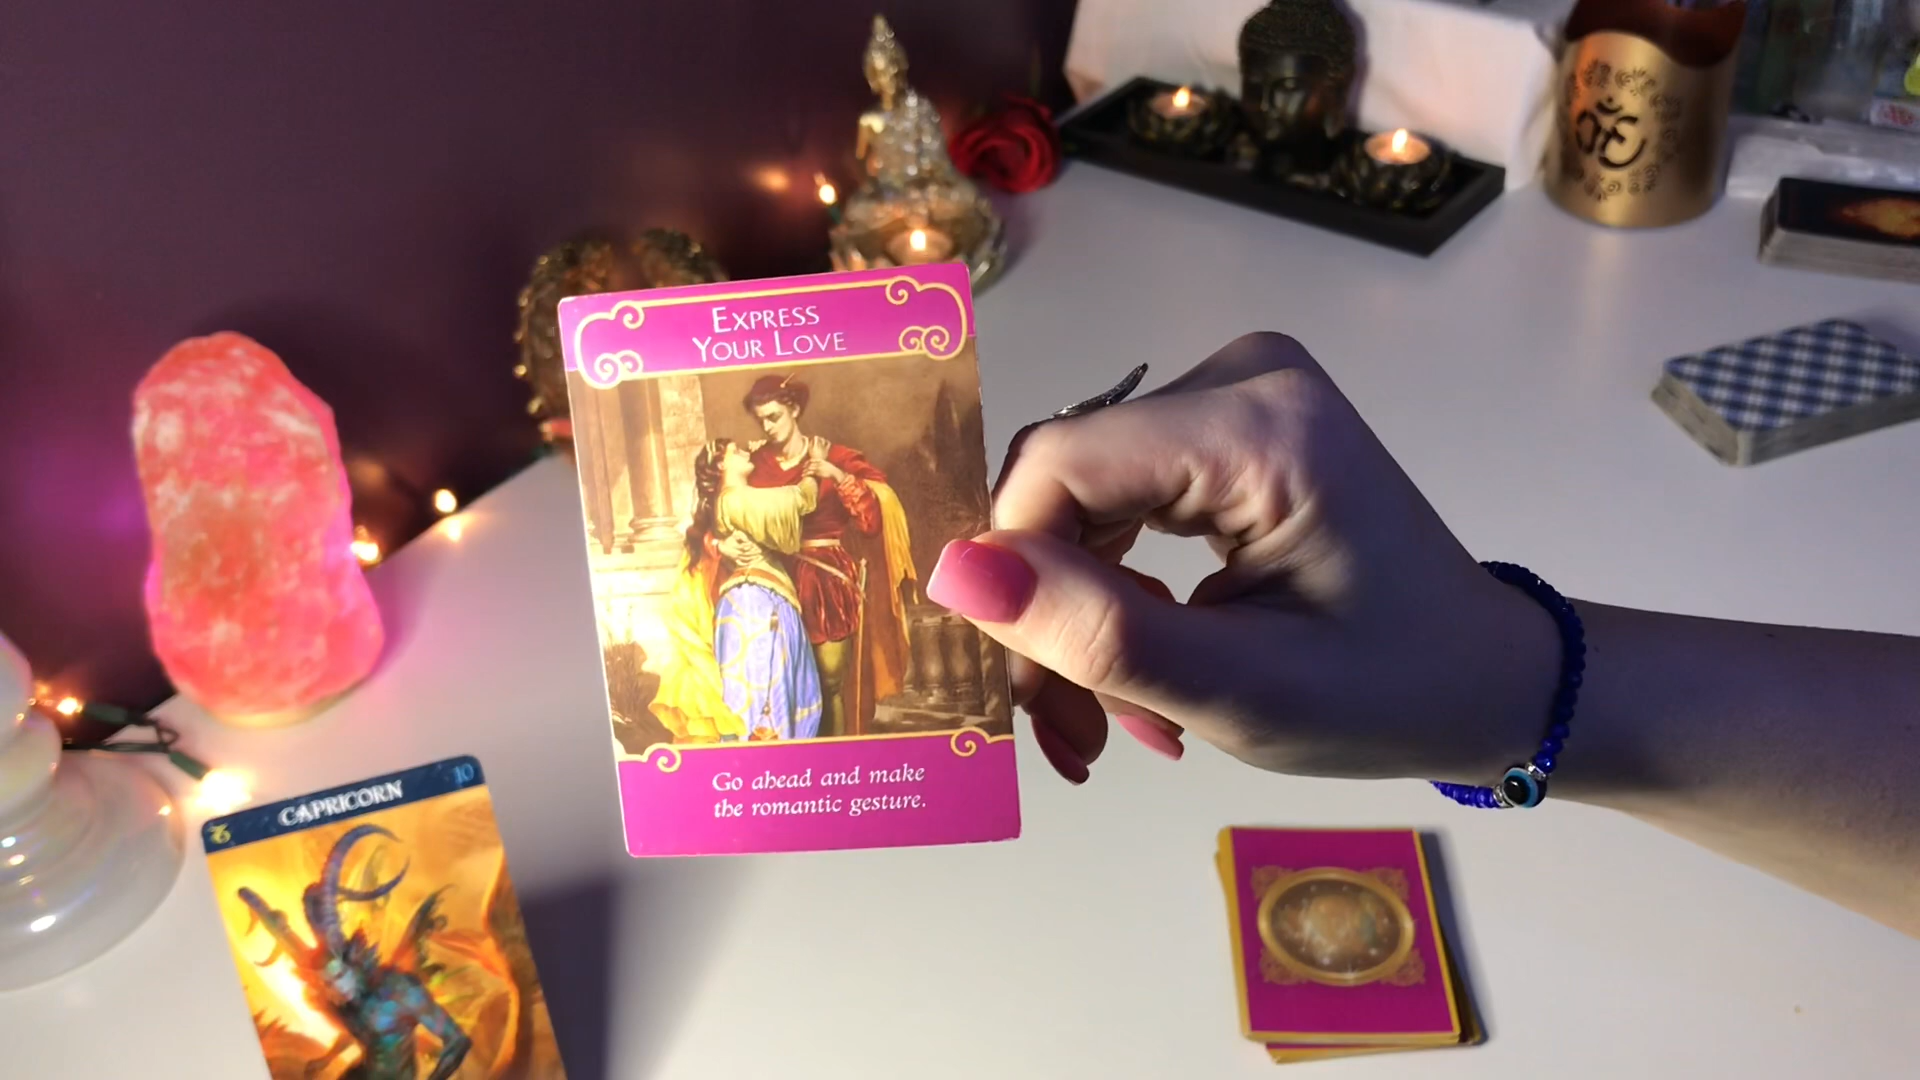 Express
Your Love
Go ahead and make
the romantic gesture.
CAPRICORN
10
ॐ